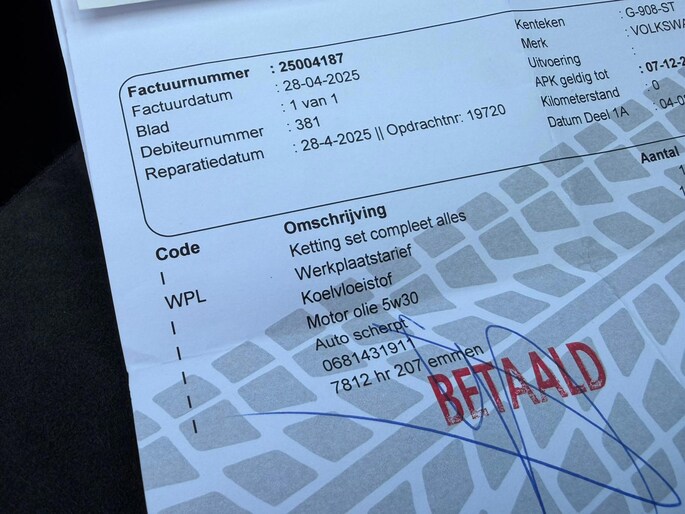 Factuurnummer : 25004187
Factuurdatum : 28-04-2025
Blad : 1 van 1
Debiteurnummer : 381
Reparatiedatum : 28-4-2025 || Opdrachtnr: 19720
Kenteken : G-908-ST
Merk : VOLKSWA
Uitvoering :
APK geldig tot : 07-12-2
Kilometerstand : 0
Datum Deel 1A : 04-0
Code Omschrijving Aantal
I Ketting set compleet alles
WPL Werkplaatstarief
I Koelvloeistof
I Motor olie 5w30
I Auto scherpt
I 0681431911
I 7812 hr 207 emmen
BETAALD